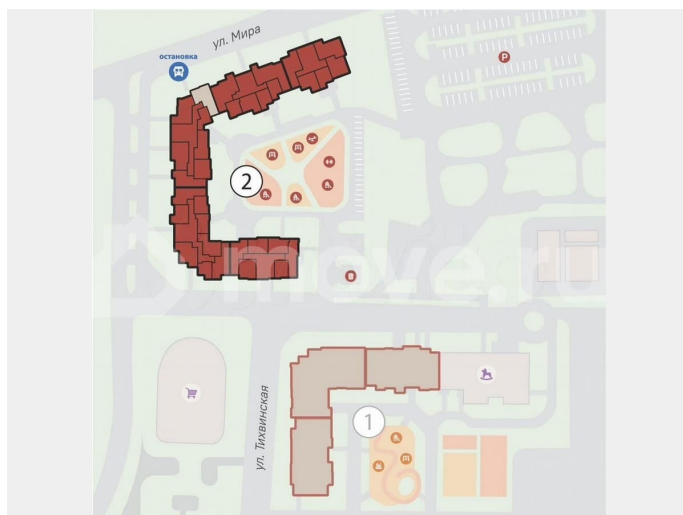 ул. Мира
остановка
P
2
move.ru
1
ул. Тихвинская